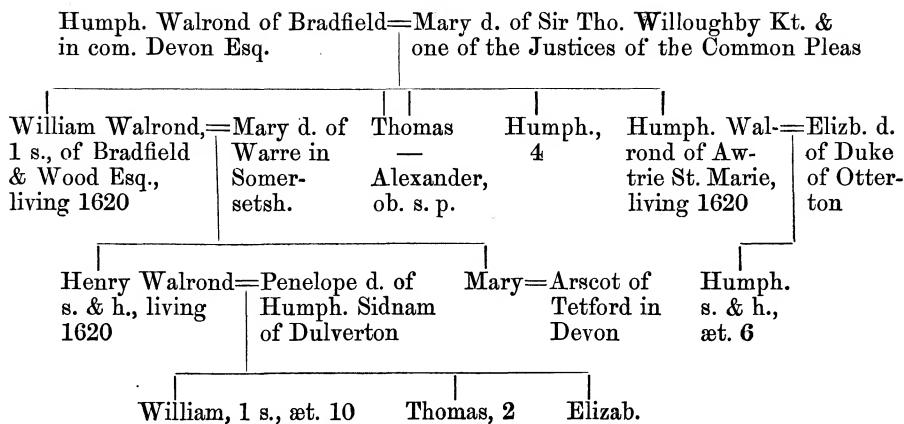 Humph. Walrond of Bradfield=Mary d. of Sir Tho. Willoughby Kt. &
in com. Devon Esq. one of the Justices of the Common Pleas
William Walrond,=Mary d. of
1 s., of Bradfield Warre in
& Wood Esq., Somer-
living 1620 setsh.
Thomas
—
Alexander,
ob. s. p.
Humph.,
4
Humph. Wal-=Elizb. d.
rond of Aw- of Duke
trie St. Marie, of Otter-
living 1620 ton
Henry Walrond=Penelope d. of
s. & h., living Humph. Sidnam
1620 of Dulverton
Mary=Arscot of
Tetford in
Devon
Humph.
s. & h.,
æt. 6
William, 1 s., æt. 10 Thomas, 2 Elizab.